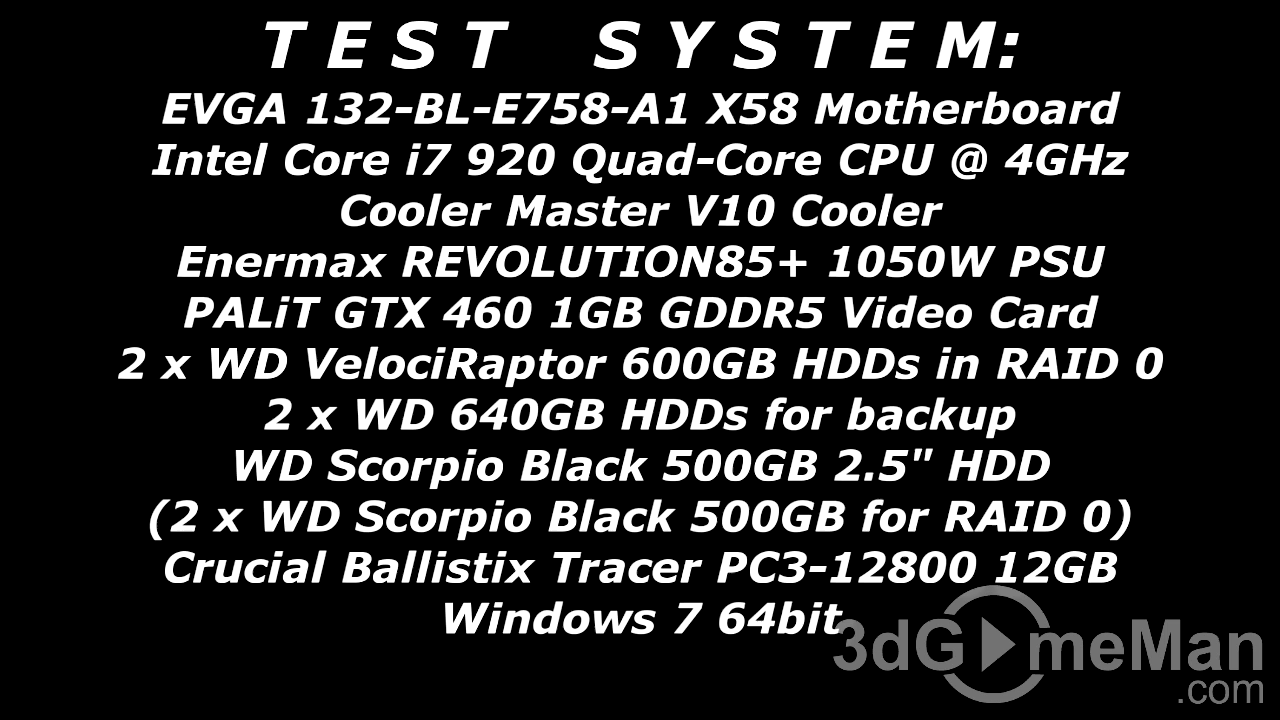 TEST SYSTEM:
EVGA 132-BL-E758-A1 X58 Motherboard
Intel Core i7 920 Quad-Core CPU @ 4GHz
Cooler Master V10 Cooler
Enermax REVOLUTION85+ 1050W PSU
PALiT GTX 460 1GB GDDR5 Video Card
2 x WD VelociRaptor 600GB HDDs in RAID 0
2 x WD 640GB HDDs for backup
WD Scorpio Black 500GB 2.5" HDD
(2 x WD Scorpio Black 500GB for RAID 0)
Crucial Ballistix Tracer PC3-12800 12GB
Windows 7 64bit
3dGameMan
.com